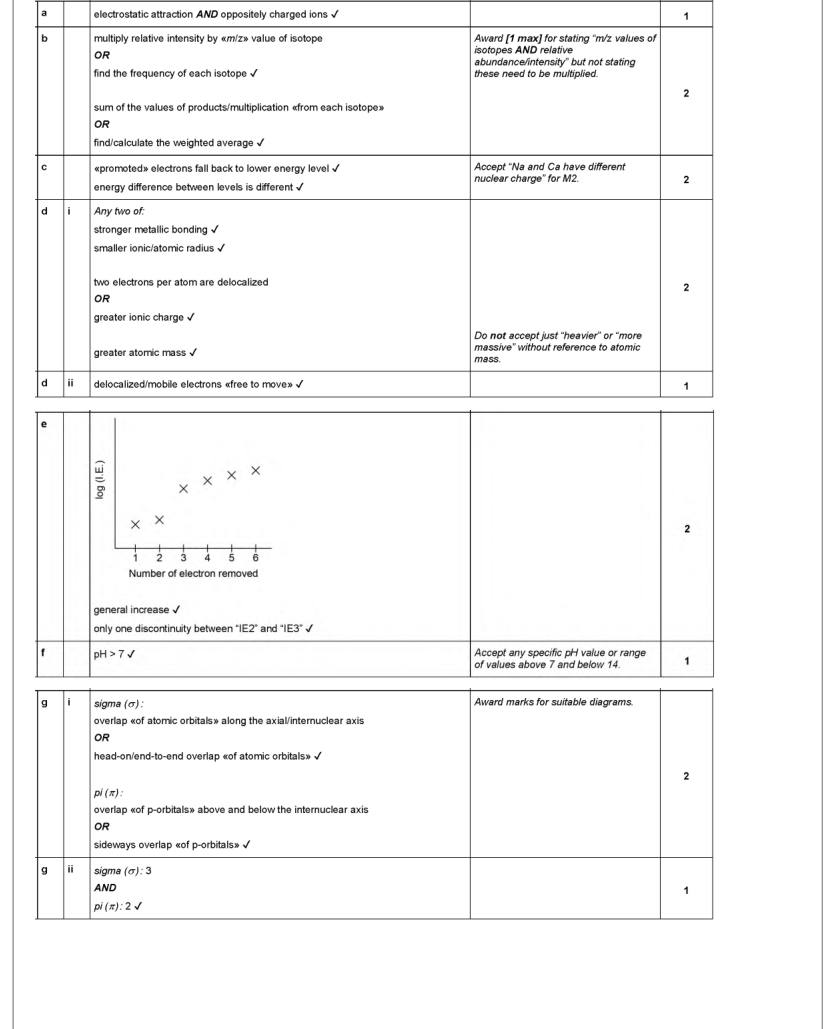 a electrostatic attraction AND oppositely charged ions ✓ 1
b multiply relative intensity by «m/z» value of isotope
OR
find the frequency of each isotope ✓
sum of the values of products/multiplication «from each isotope»
OR
find/calculate the weighted average ✓
Award [1 max] for stating “m/z values of
isotopes AND relative
abundance/intensity” but not stating
these need to be multiplied.
2
c «promoted» electrons fall back to lower energy level ✓
energy difference between levels is different ✓
Accept “Na and Ca have different
nuclear charge” for M2.
2
d i Any two of:
stronger metallic bonding ✓
smaller ionic/atomic radius ✓
two electrons per atom are delocalized
OR
greater ionic charge ✓
greater atomic mass ✓
Do not accept just “heavier” or “more
massive” without reference to atomic
mass.
2
d ii delocalized/mobile electrons «free to move» ✓ 1
e
log (I.E.)
1 2 3 4 5 6
Number of electron removed
general increase ✓
only one discontinuity between “IE2” and “IE3” ✓
2
f pH > 7 ✓
Accept any specific pH value or range
of values above 7 and below 14.
1
g i sigma (σ):
overlap «of atomic orbitals» along the axial/internuclear axis
OR
head-on/end-to-end overlap «of atomic orbitals» ✓
pi (π):
overlap «of p-orbitals» above and below the internuclear axis
OR
sideways overlap «of p-orbitals» ✓
Award marks for suitable diagrams.
2
g ii sigma (σ): 3
AND
pi (π): 2 ✓
1